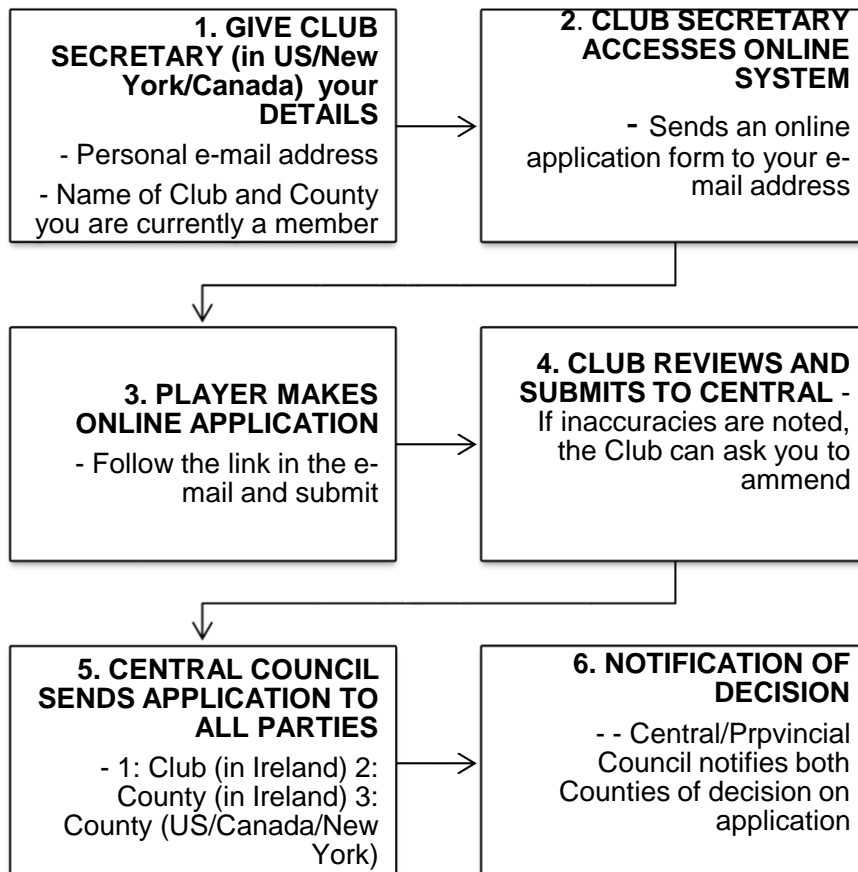 1. GIVE CLUB
SECRETARY (in US/New
York/Canada)  your
DETAILS
- Personal e-mail address
- Name of Club and County
you are currently a member
2. CLUB SECRETARY
ACCESSES ONLINE
SYSTEM
- Sends an online
application form to your e-
mail address
3. PLAYER MAKES
ONLINE APPLICATION
- Follow the link in the e-
mail and submit
4. CLUB REVIEWS AND
SUBMITS TO CENTRAL -
If inaccuracies are noted,
the Club can ask you to
ammend
5. CENTRAL COUNCIL
SENDS APPLICATION TO
ALL PARTIES
- 1: Club (in Ireland) 2:
County (in Ireland) 3:
County (US/Canada/New
York)
6. NOTIFICATION OF
DECISION
- - Central/Prpvincial
Council notifies both
Counties of decision on
application